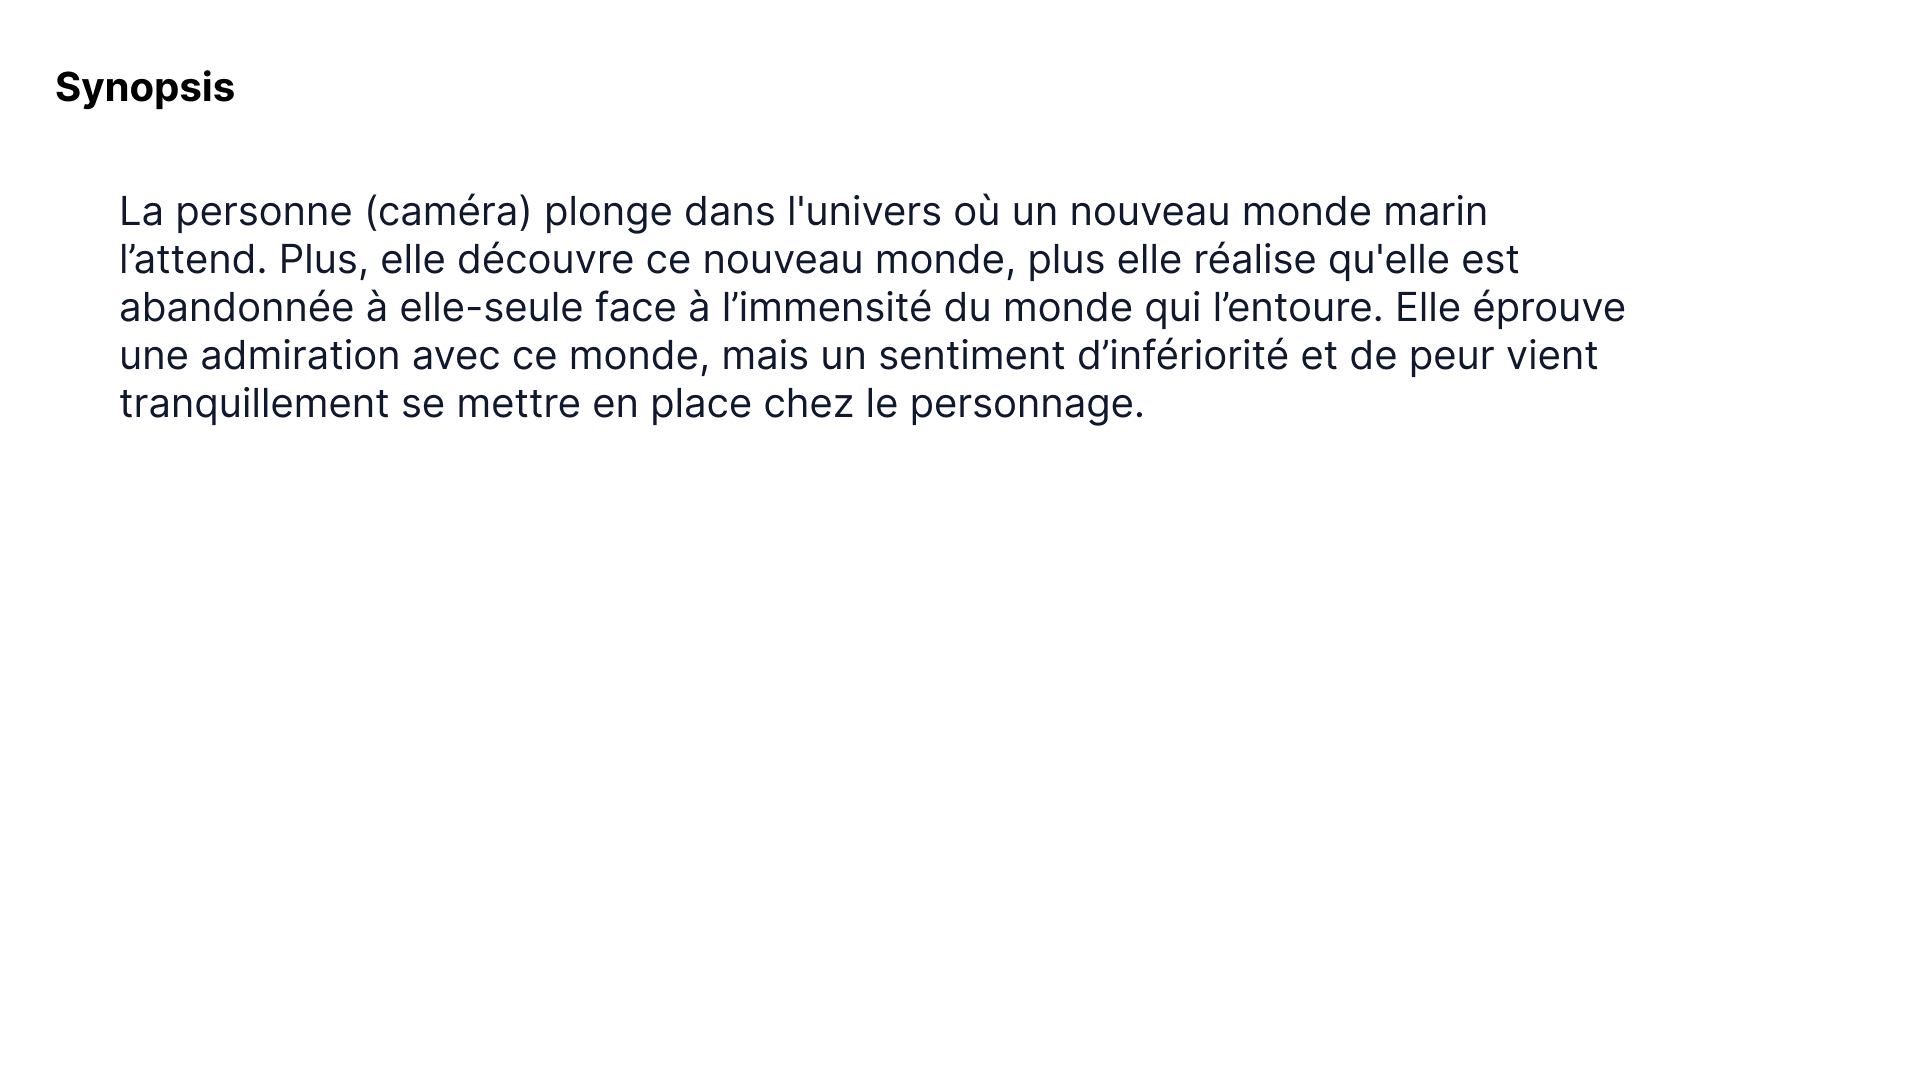 Synopsis
La personne (caméra) plonge dans l'univers où un nouveau monde marin
l’attend. Plus, elle découvre ce nouveau monde, plus elle réalise qu'elle est
abandonnée à elle-seule face à l’immensité du monde qui l’entoure. Elle éprouve
une admiration avec ce monde, mais un sentiment d’infériorité et de peur vient
tranquillement se mettre en place chez le personnage.